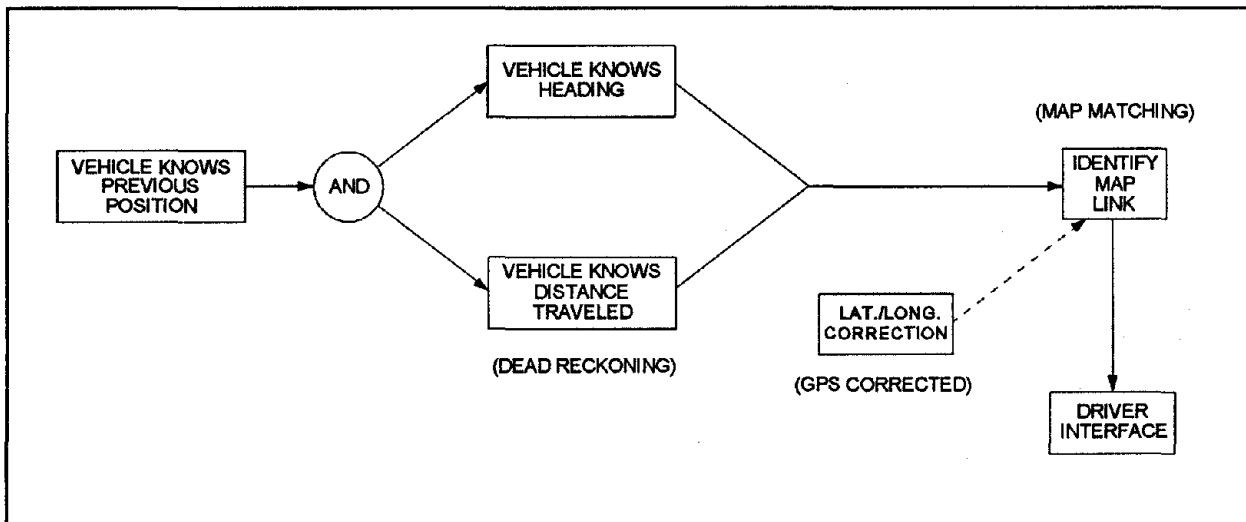 VEHICLE KNOWS
PREVIOUS
POSITION
AND
VEHICLE KNOWS
HEADING
VEHICLE KNOWS
DISTANCE
TRAVELED
(DEAD RECKONING)
(MAP MATCHING)
IDENTIFY
MAP
LINK
LAT./LONG.
CORRECTION
(GPS CORRECTED)
DRIVER
INTERFACE